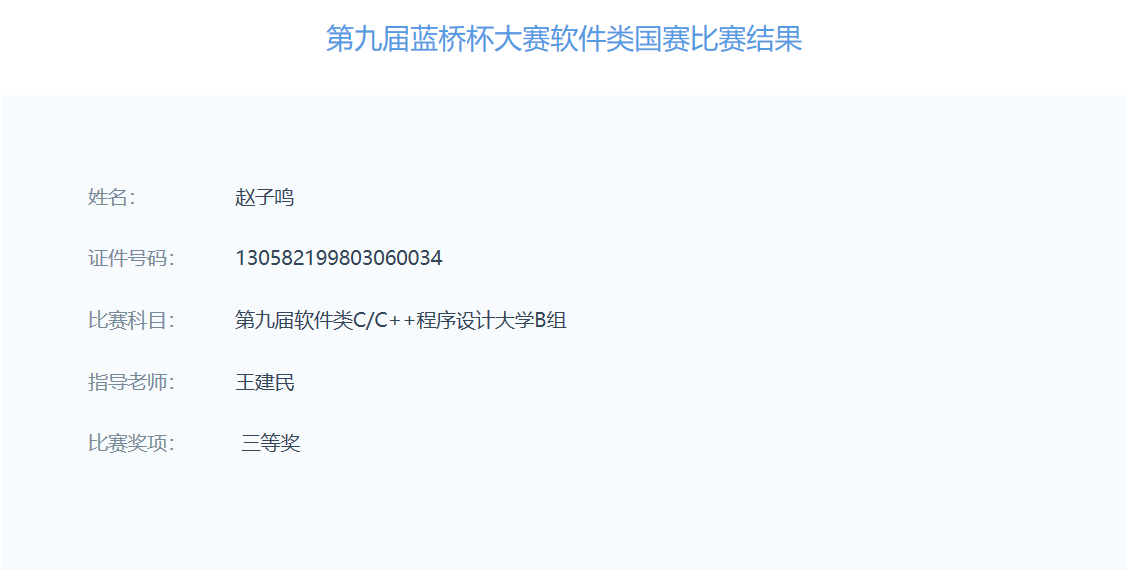 第九届蓝桥杯大赛软件类国赛比赛结果
姓名： 赵子鸣
证件号码： 130582199803060034
比赛科目： 第九届软件类C/C++程序设计大学B组
指导老师： 王建民
比赛奖项： 三等奖